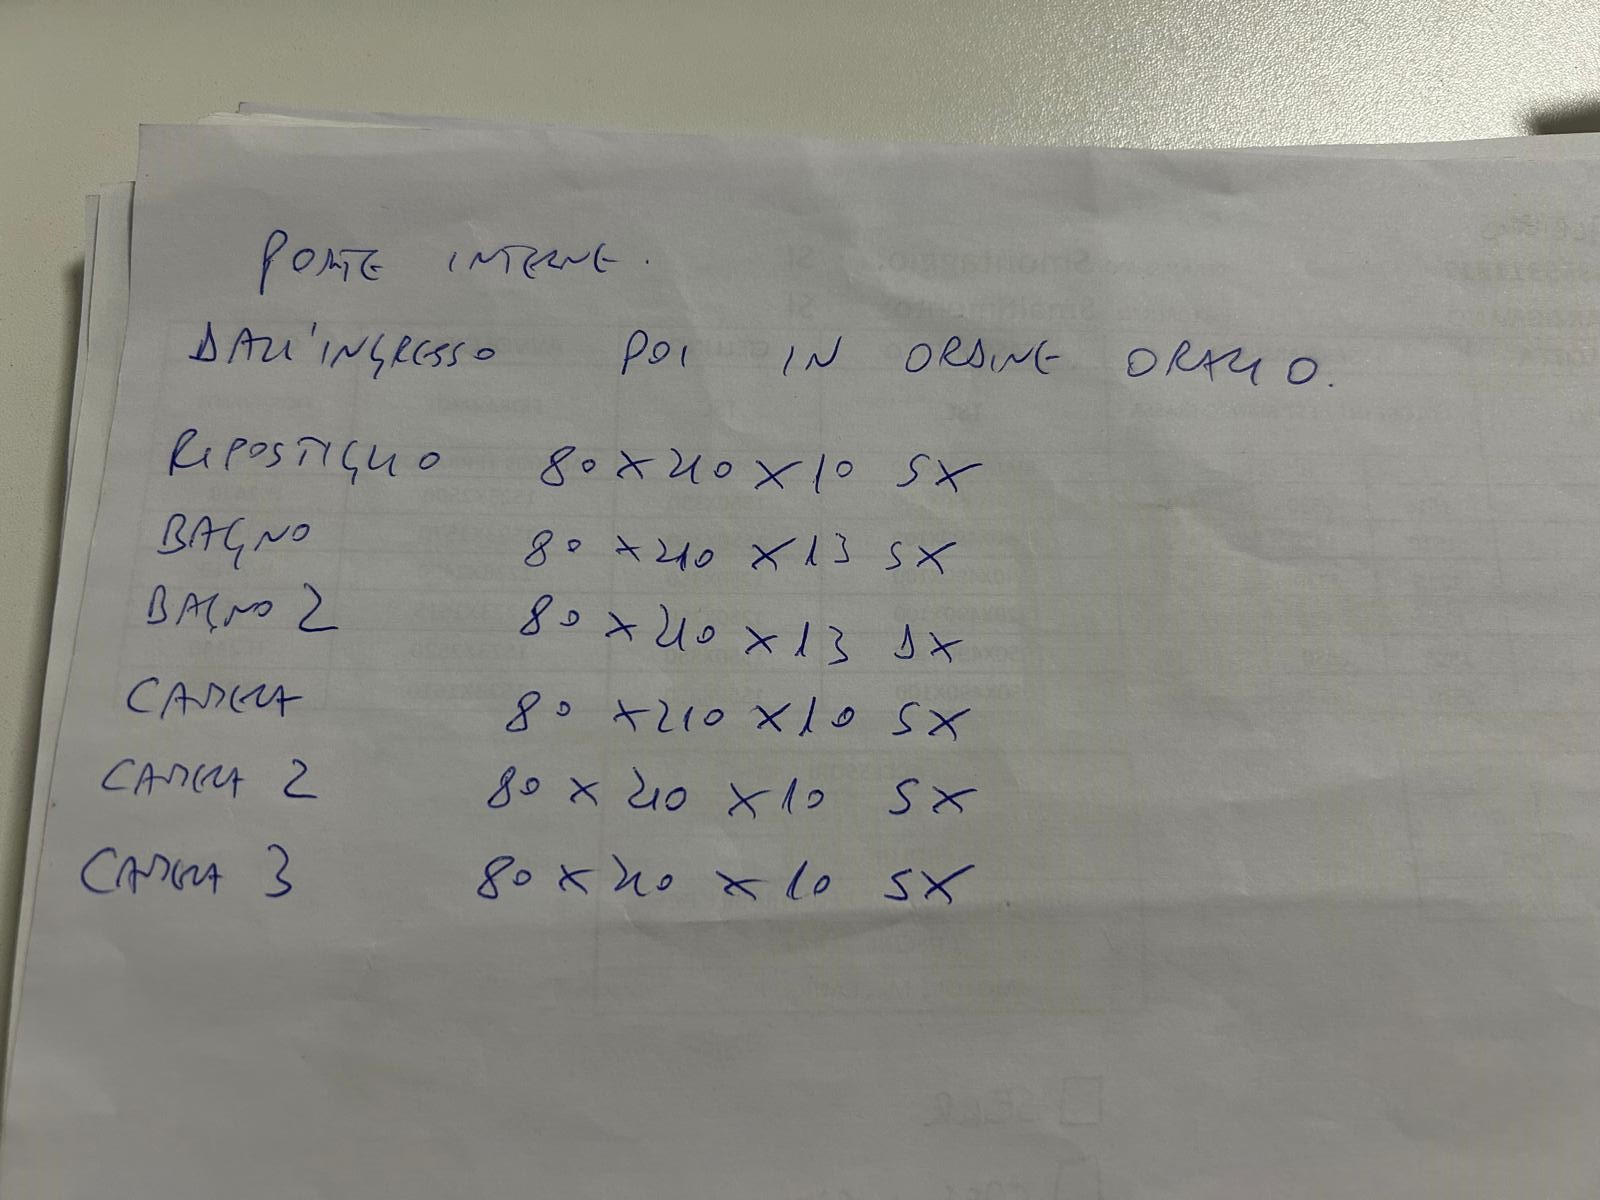 PORTE INTERNE.
DALL'INGRESSO POI IN ORDINE ORARIO.
RIPOSTIGLIO 80 X 210 X 10 SX
BAGNO 80 X 210 X 13 SX
BAGNO 2 80 X 210 X 13 DX
CAMERA 80 X 210 X 10 SX
CAMERA 2 80 X 210 X 10 SX
CAMERA 3 80 X 210 X 10 SX